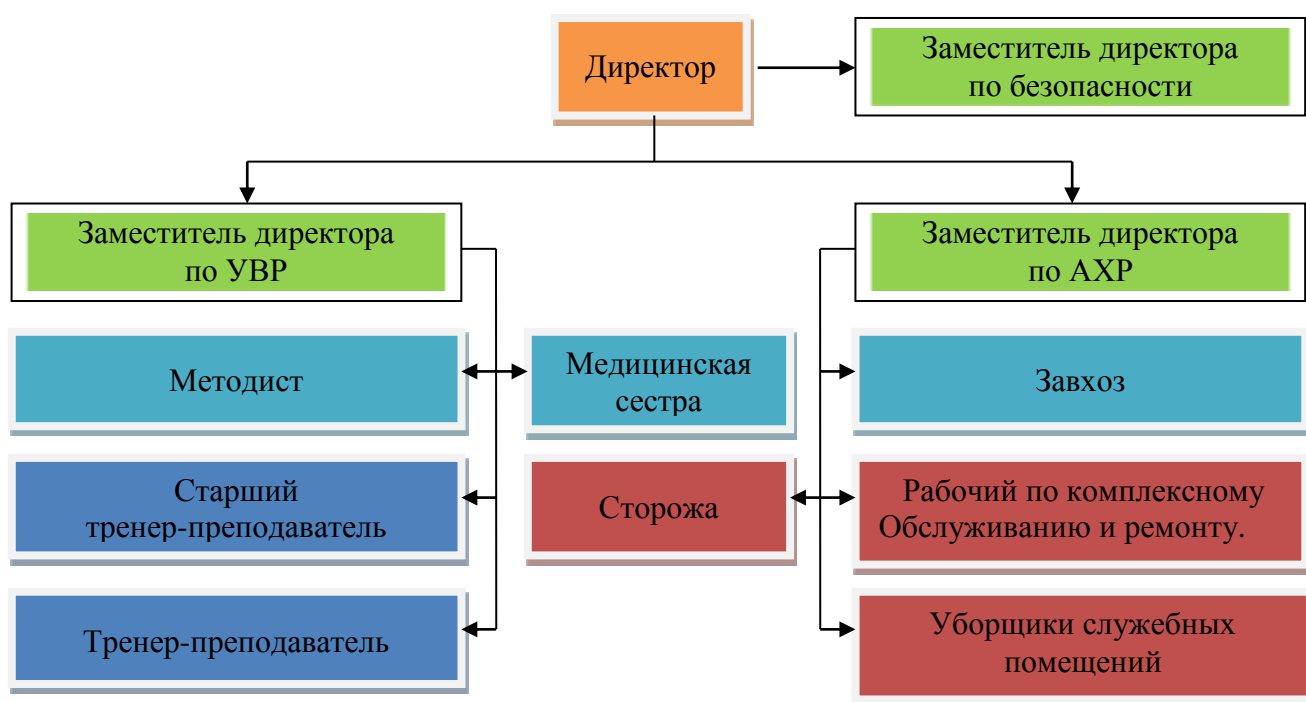 Директор
Заместитель директора
по безопасности
Заместитель директора
по УВР
Заместитель директора
по АХР
Методист
Медицинская
сестра
Завхоз
Старший
тренер-преподаватель
Сторожа
Рабочий по комплексному
Обслуживанию и ремонту.
Тренер-преподаватель
Уборщики служебных
помещений